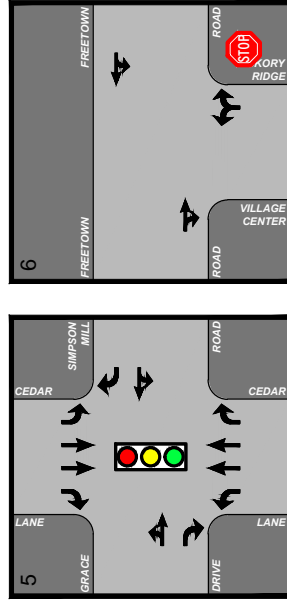 6
FREETOWN
FREETOWN
ROAD
STOP
KORY
RIDGE
VILLAGE
CENTER
ROAD
5
SIMPSON
MILL
ROAD
CEDAR
CEDAR
LANE
LANE
GRACE
DRIVE